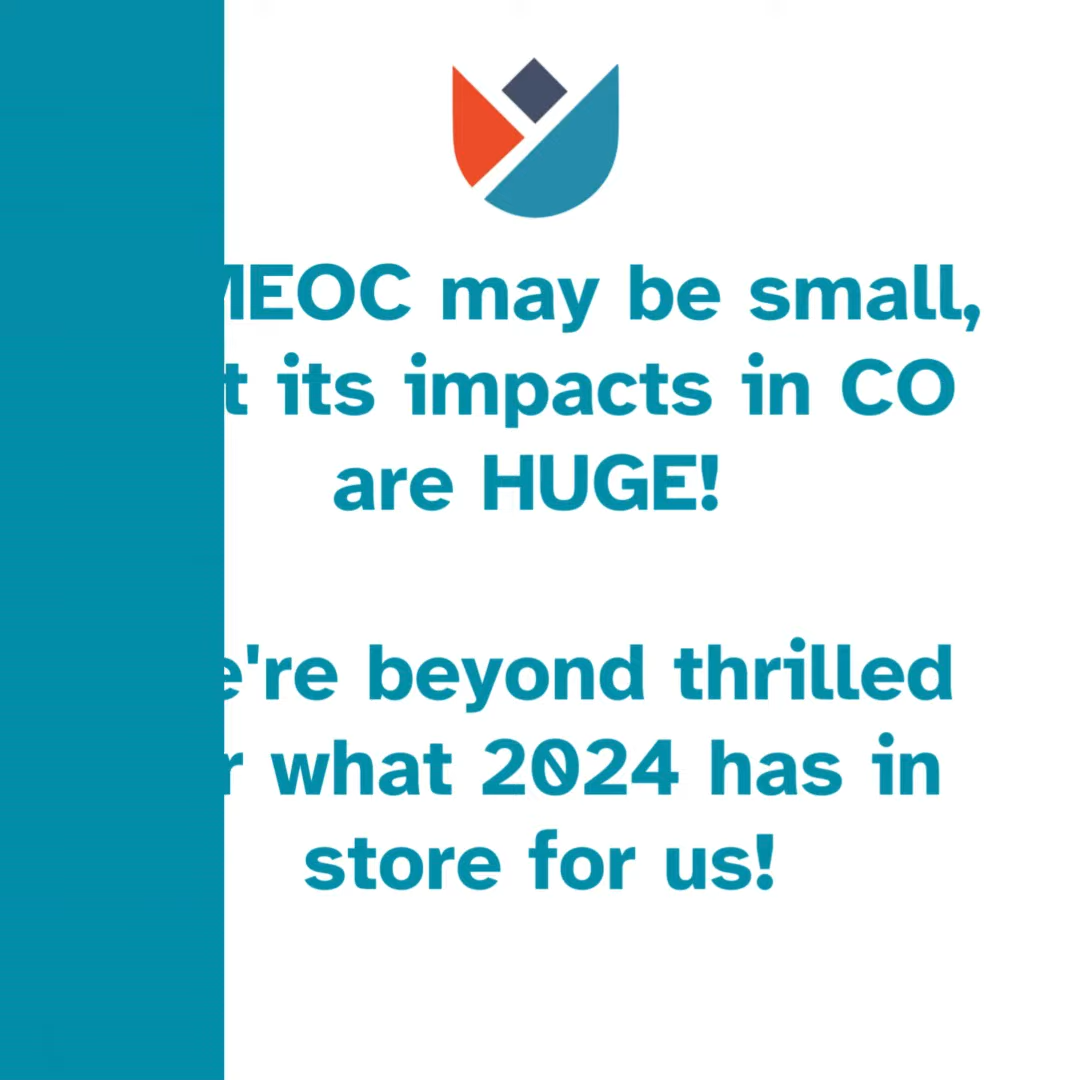 MEOC may be small,
its impacts in CO
are HUGE!
e're beyond thrilled
what 2024 has in
store for us!